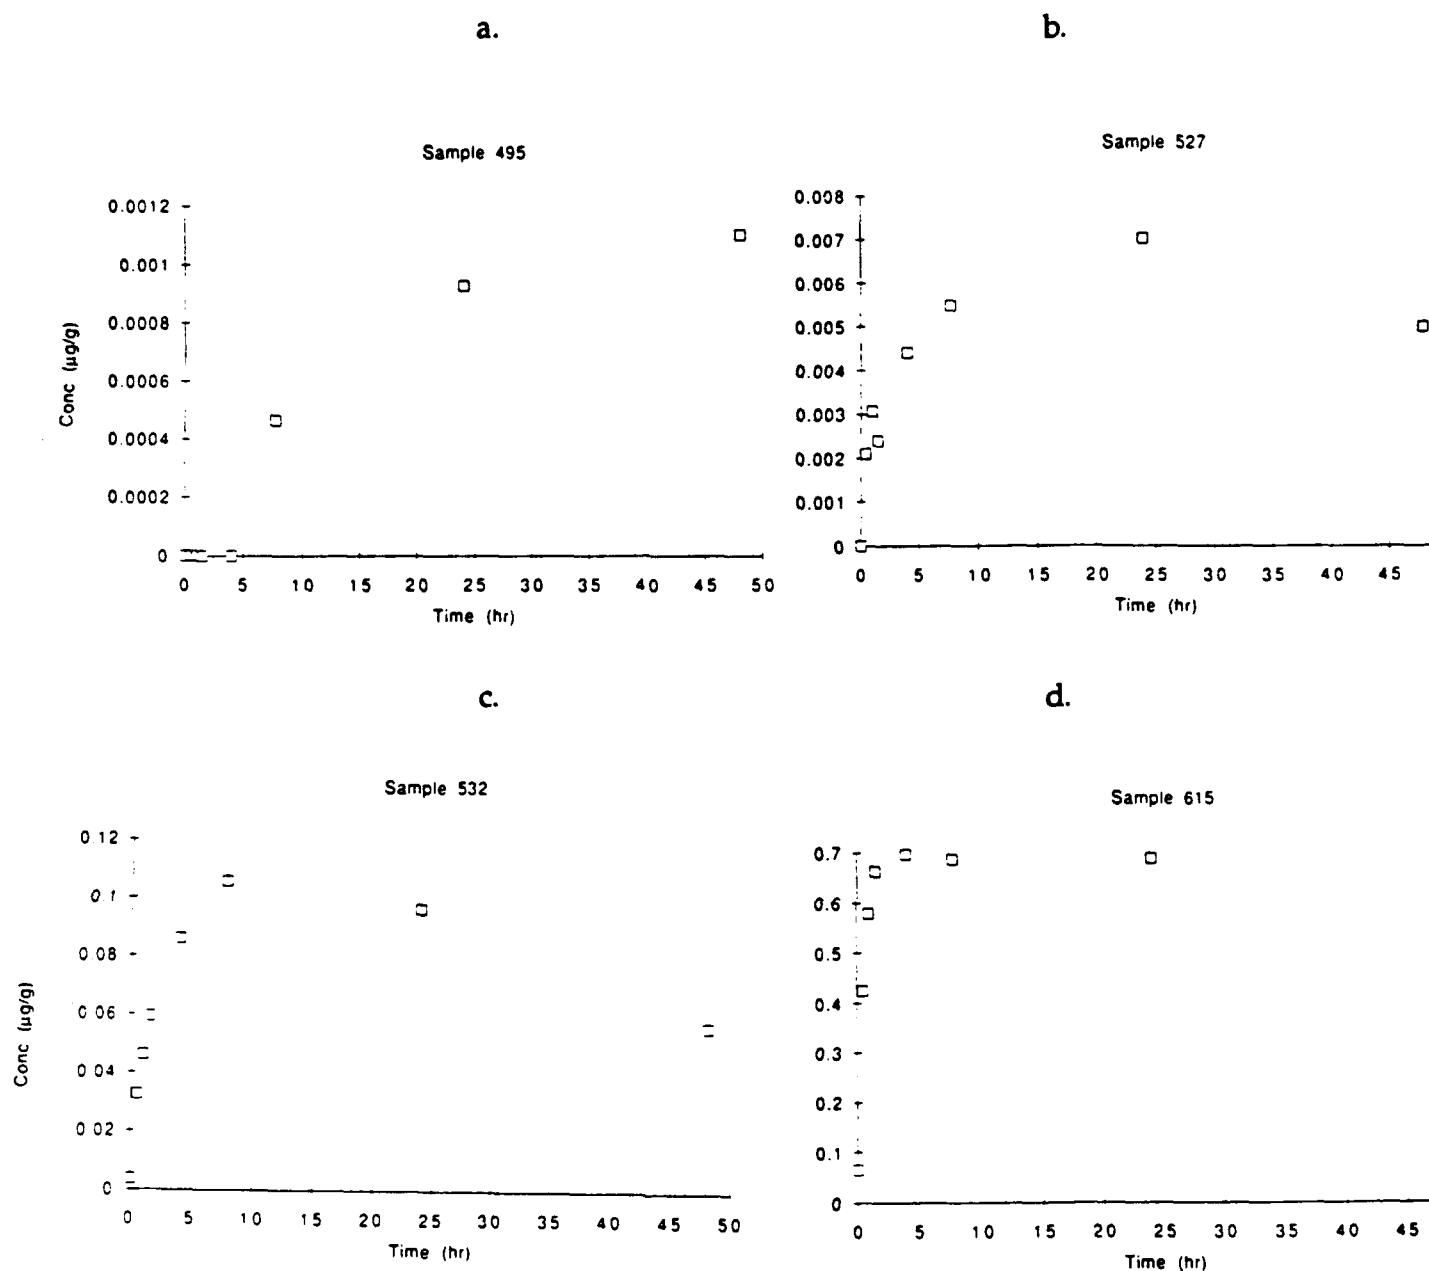 a.
Sample 495
Conc (µg/g)
0.0012
0.001
0.0008
0.0006
0.0004
0.0002
0
0 5 10 15 20 25 30 35 40 45 50
Time (hr)
b.
Sample 527
0.008
0.007
0.006
0.005
0.004
0.003
0.002
0.001
0
0 5 10 15 20 25 30 35 40 45
Time (hr)
c.
Sample 532
Conc (µg/g)
0.12
0.1
0.08
0.06
0.04
0.02
0
0 5 10 15 20 25 30 35 40 45 50
Time (hr)
d.
Sample 615
0.7
0.6
0.5
0.4
0.3
0.2
0.1
0
0 5 10 15 20 25 30 35 40 45
Time (hr)